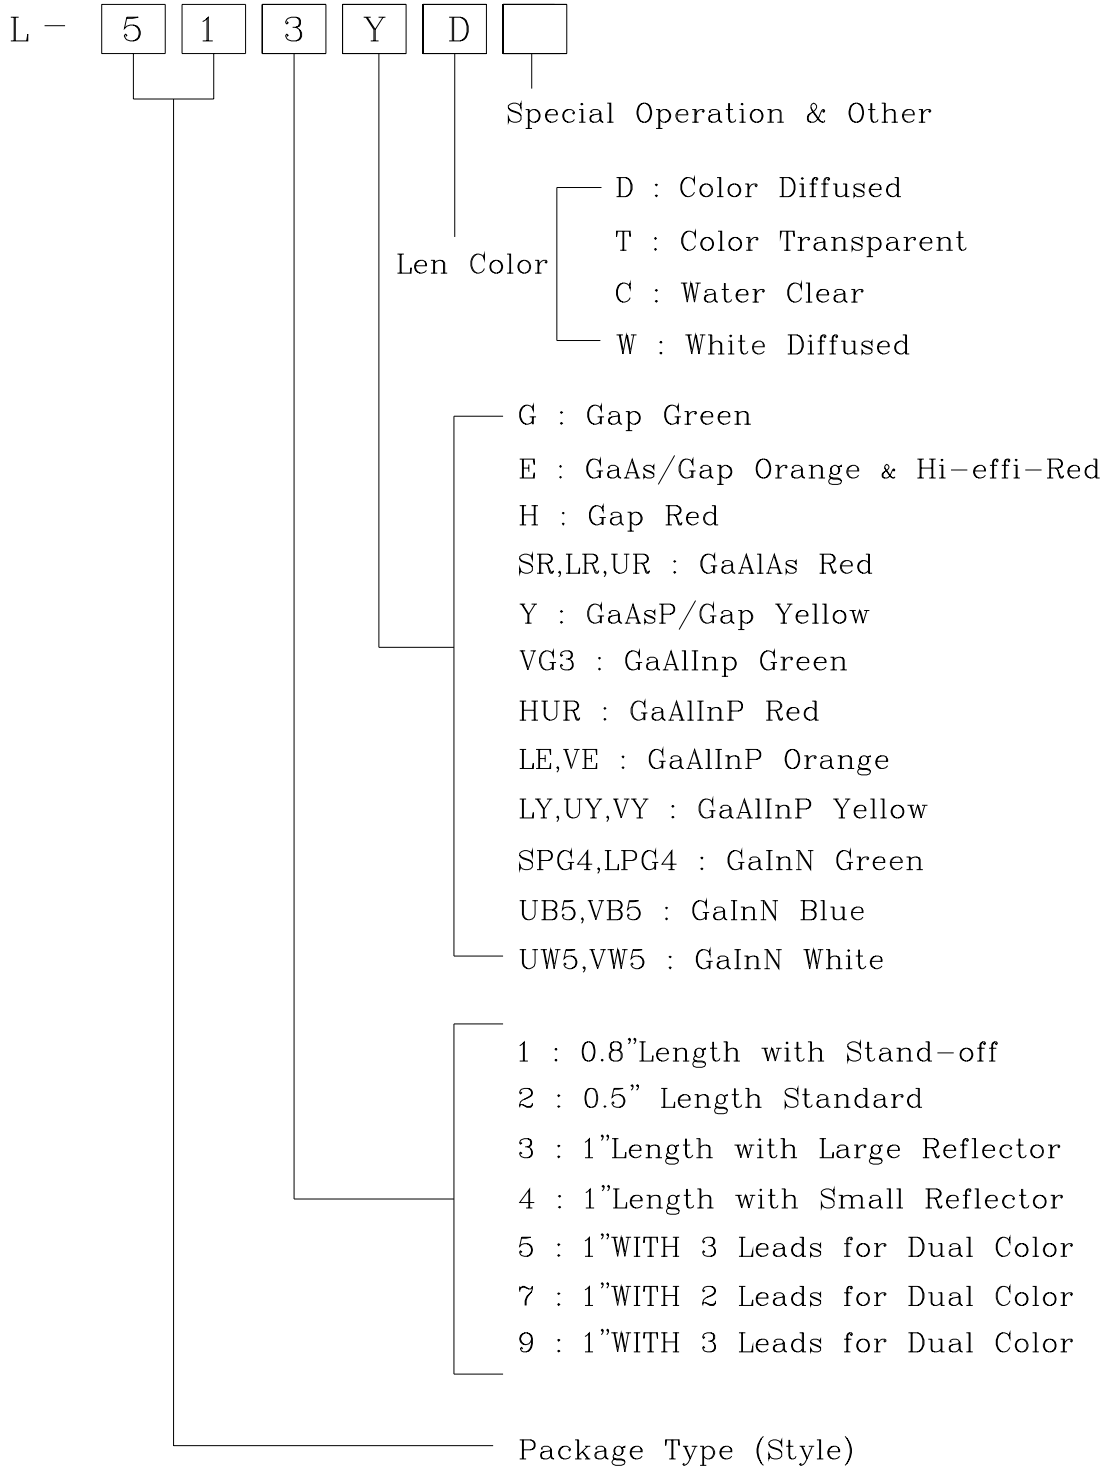 L - 5 1 3 Y D
Special Operation & Other
D : Color Diffused
T : Color Transparent
Len Color
C : Water Clear
W : White Diffused
G : Gap Green
E : GaAs/Gap Orange & Hi-effi-Red
H : Gap Red
SR,LR,UR : GaAlAs Red
Y : GaAsP/Gap Yellow
VG3 : GaAlInp Green
HUR : GaAlInP Red
LE,VE : GaAlInP Orange
LY,UY,VY : GaAlInP Yellow
SPG4,LPG4 : GaInN Green
UB5,VB5 : GaInN Blue
UW5,VW5 : GaInN White
1 : 0.8"Length with Stand-off
2 : 0.5" Length Standard
3 : 1"Length with Large Reflector
4 : 1"Length with Small Reflector
5 : 1"WITH 3 Leads for Dual Color
7 : 1"WITH 2 Leads for Dual Color
9 : 1"WITH 3 Leads for Dual Color
Package Type (Style)